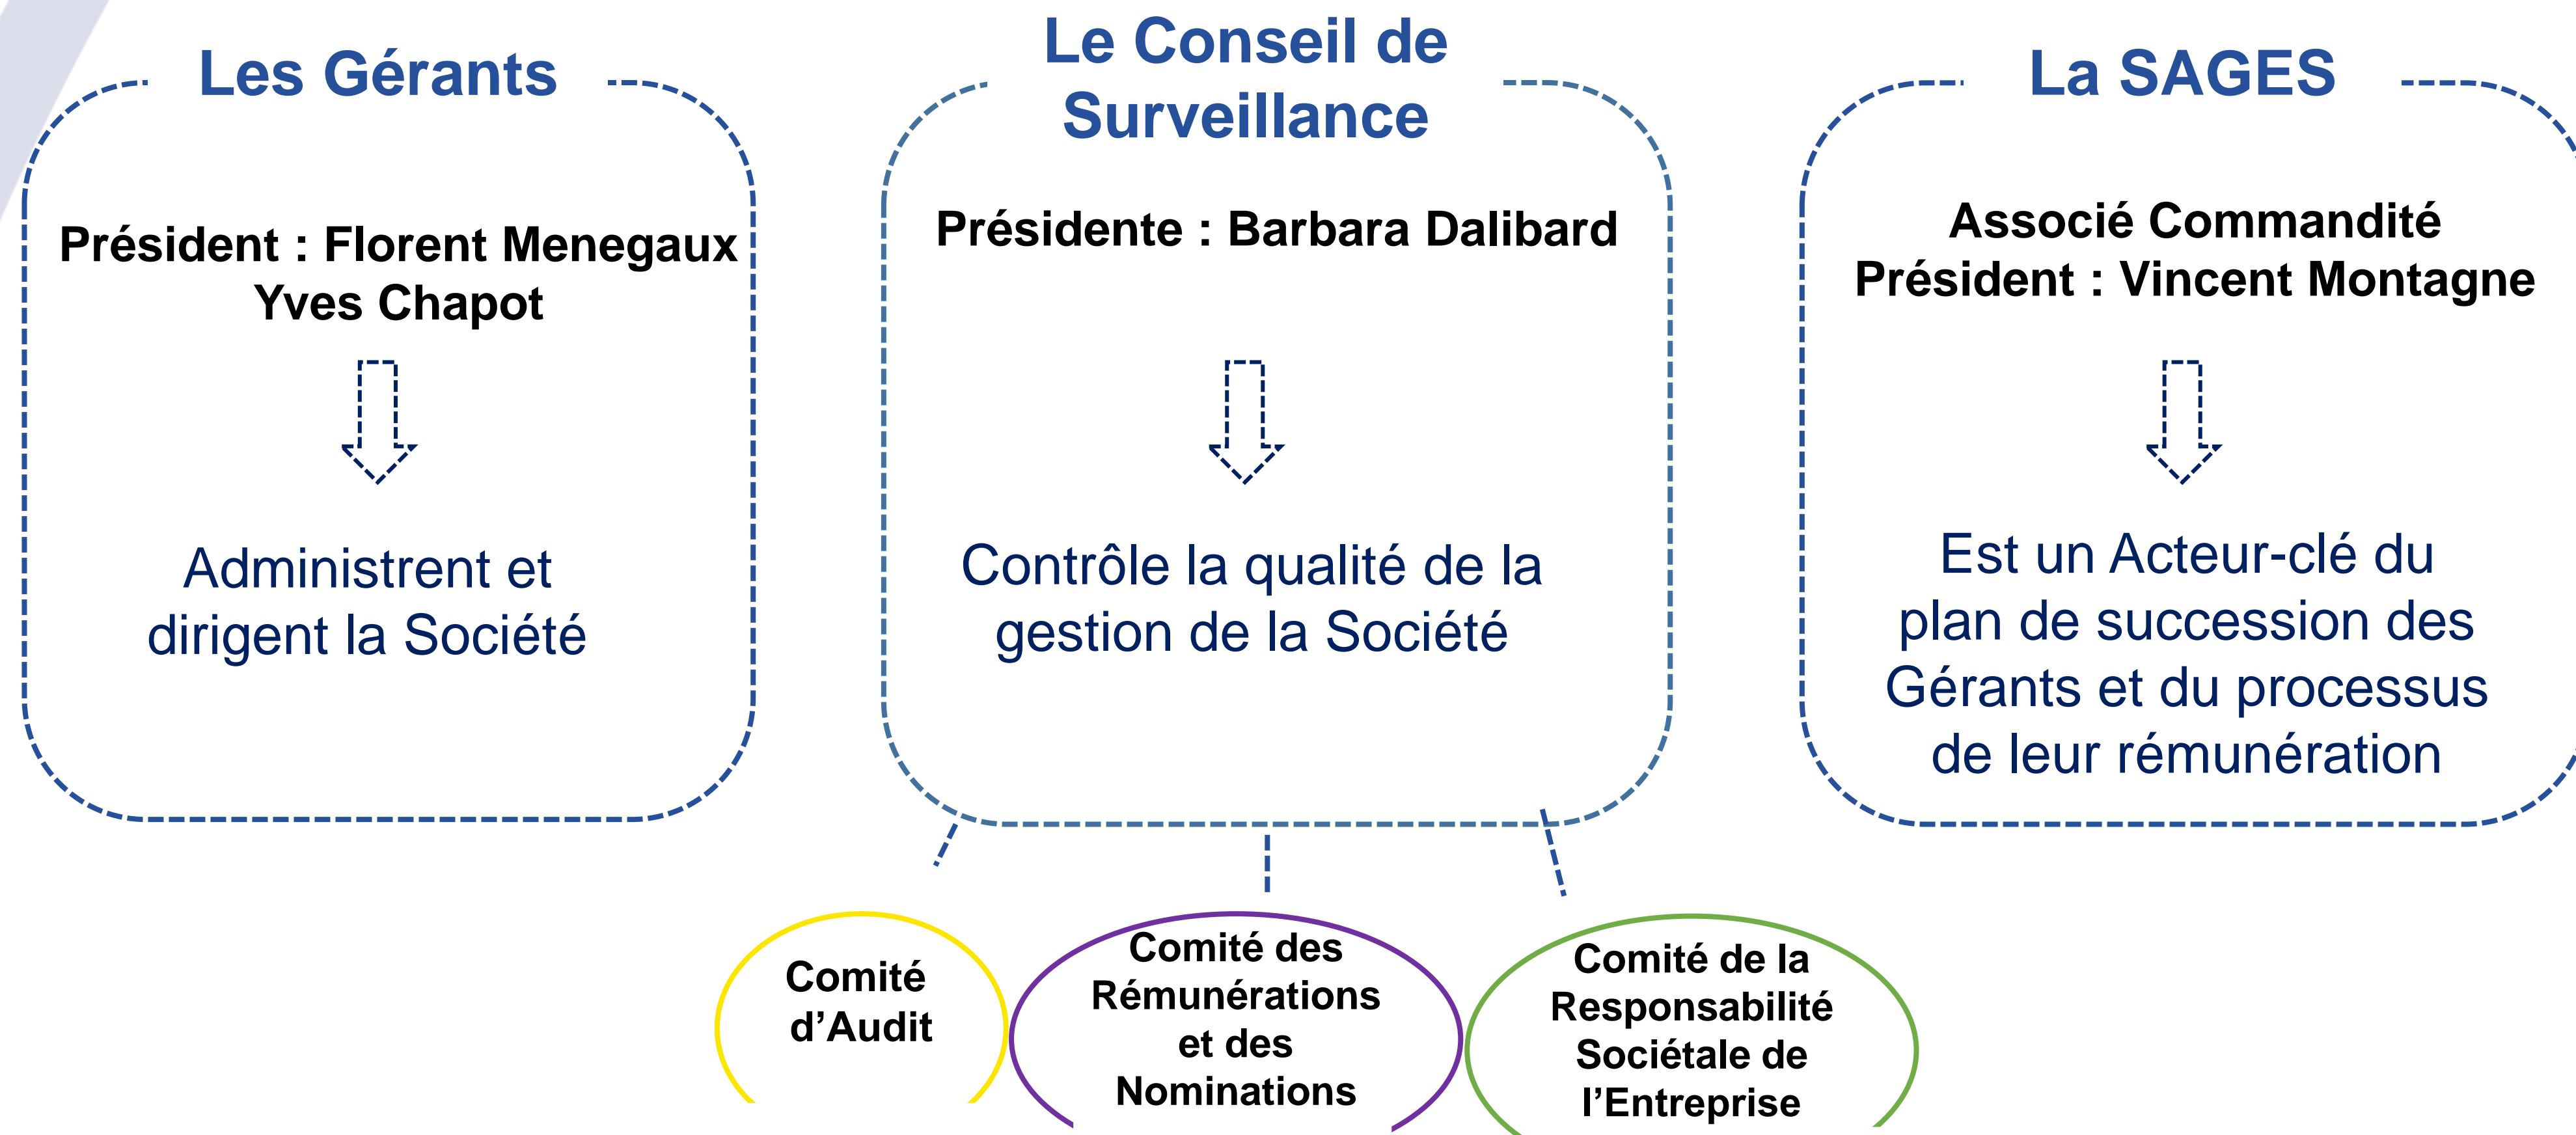 Les Gérants
Président : Florent Menegaux
Yves Chapot
Administrent et
dirigent la Société
Le Conseil de
Surveillance
Présidente : Barbara Dalibard
Contrôle la qualité de la
gestion de la Société
La SAGES
Associé Commandité
Président : Vincent Montagne
Est un Acteur-clé du
plan de succession des
Gérants et du processus
de leur rémunération
Comité
d’Audit
Comité des
Rémunérations
et des
Nominations
Comité de la
Responsabilité
Sociétale de
l’Entreprise